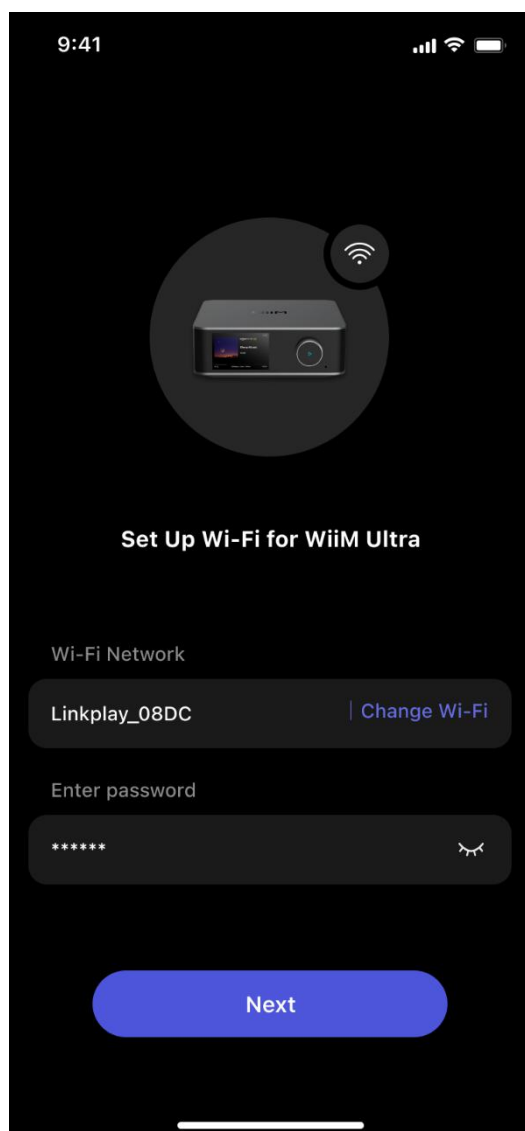 9:41
WiiM
Set Up Wi-Fi for WiiM Ultra
Wi-Fi Network
Linkplay_08DC | Change Wi-Fi
Enter password
******
Next